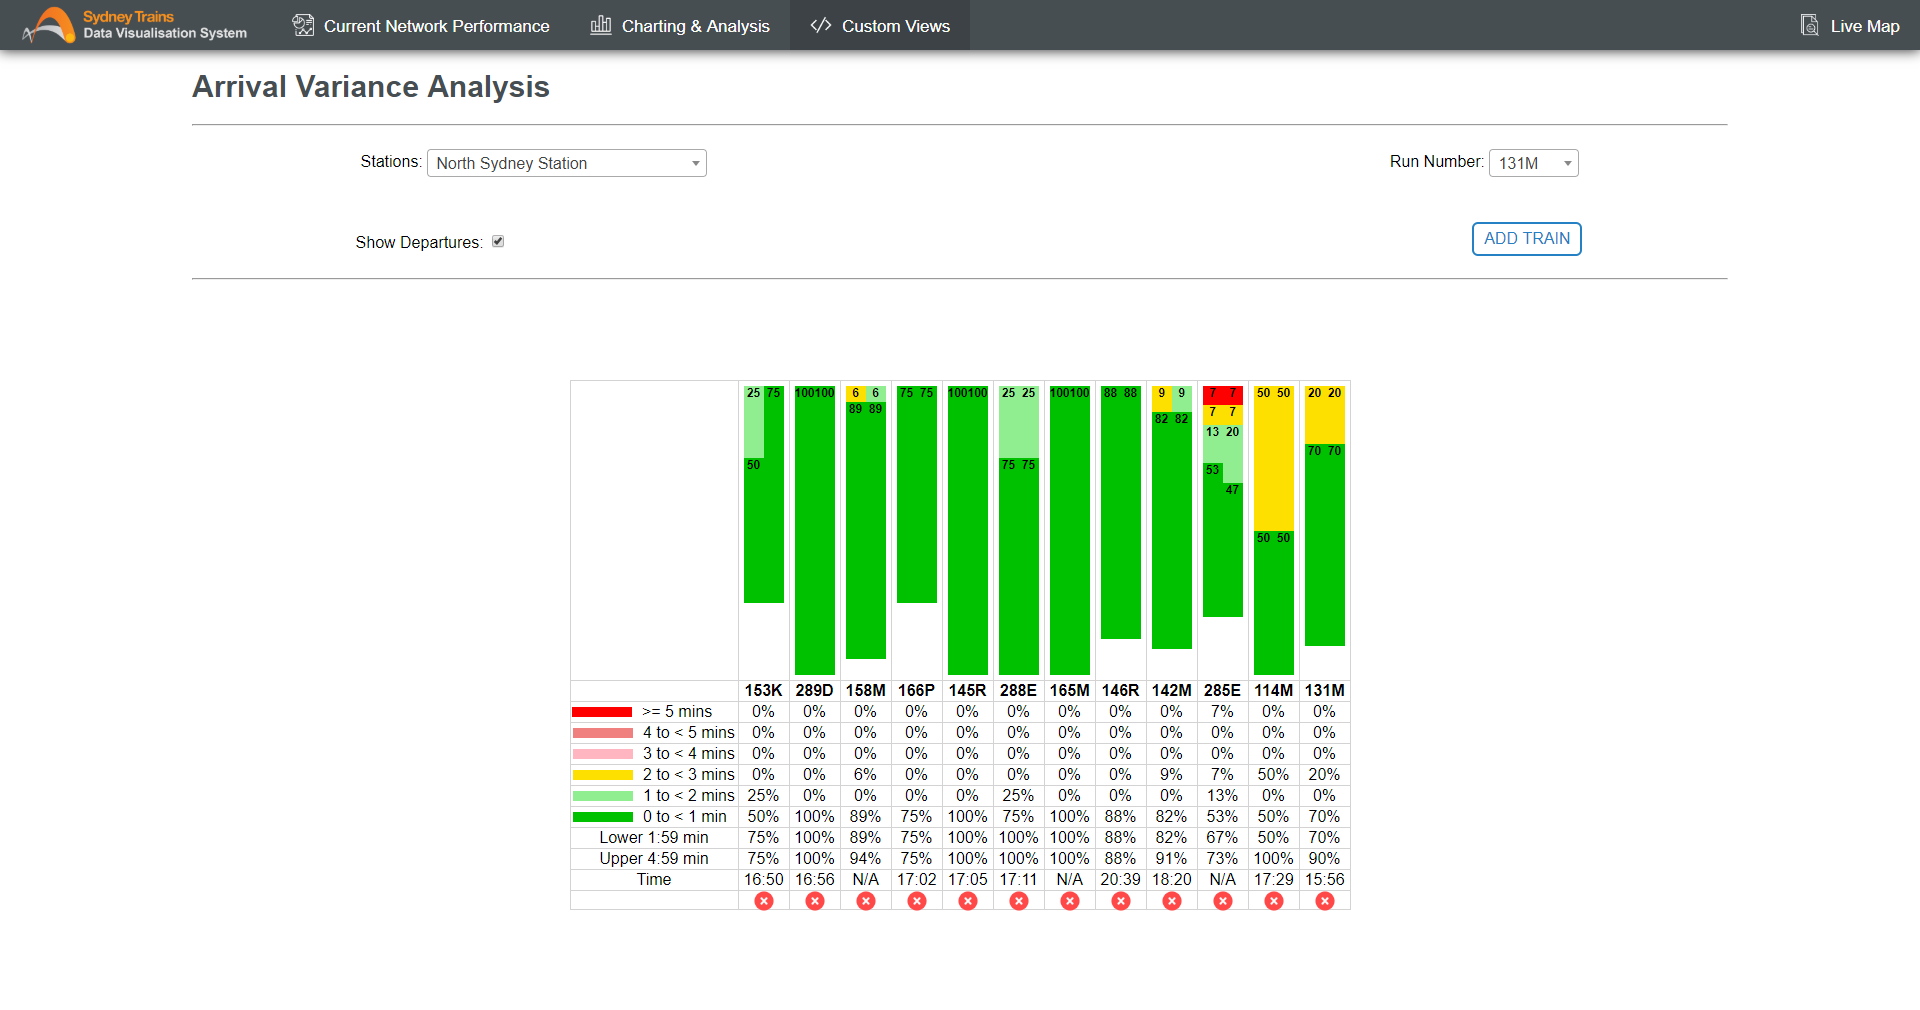 Sydney Trains
Data Visualisation System
Current Network Performance
Charting & Analysis
Custom Views
Live Map
Arrival Variance Analysis
Stations: North Sydney Station
Run Number: 131M
Show Departures:
ADD TRAIN
25 75 100100 6 6 75 75 100100 25 25 100100 88 88 9 9 7 7 50 50 20 20
89 89 7 7
82 82
13 20
70 70
50 75 75 53
47
50 50
153K 289D 158M 166P 145R 288E 165M 146R 142M 285E 114M 131M
>= 5 mins 0% 0% 0% 0% 0% 0% 0% 0% 0% 7% 0% 0%
4 to < 5 mins 0% 0% 0% 0% 0% 0% 0% 0% 0% 0% 0% 0%
3 to < 4 mins 0% 0% 0% 0% 0% 0% 0% 0% 0% 0% 0% 0%
2 to < 3 mins 0% 0% 6% 0% 0% 0% 0% 0% 9% 7% 50% 20%
1 to < 2 mins 25% 0% 0% 0% 0% 25% 0% 0% 0% 13% 0% 0%
0 to < 1 min 50% 100% 89% 75% 100% 75% 100% 88% 82% 53% 50% 70%
Lower 1:59 min 75% 100% 89% 75% 100% 100% 100% 88% 82% 67% 50% 70%
Upper 4:59 min 75% 100% 94% 75% 100% 100% 100% 88% 91% 73% 100% 90%
Time 16:50 16:56 N/A 17:02 17:05 17:11 N/A 20:39 18:20 N/A 17:29 15:56